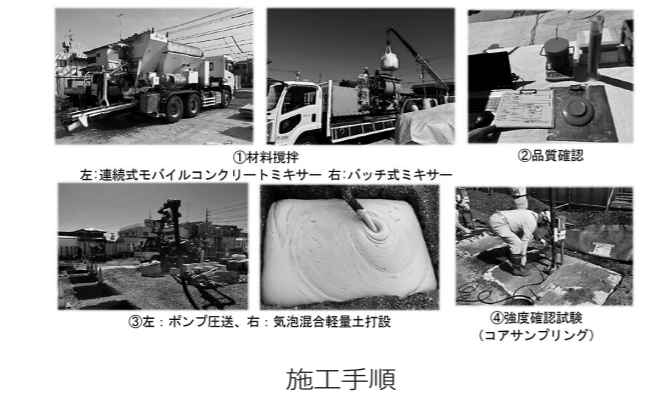 ①材料撹拌
左:連続式モバイルコンクリートミキサー 右:バッチ式ミキサー
②品質確認
③左：ポンプ圧送、右：気泡混合軽量土打設
④強度確認試験
（コアサンプリング）
施工手順